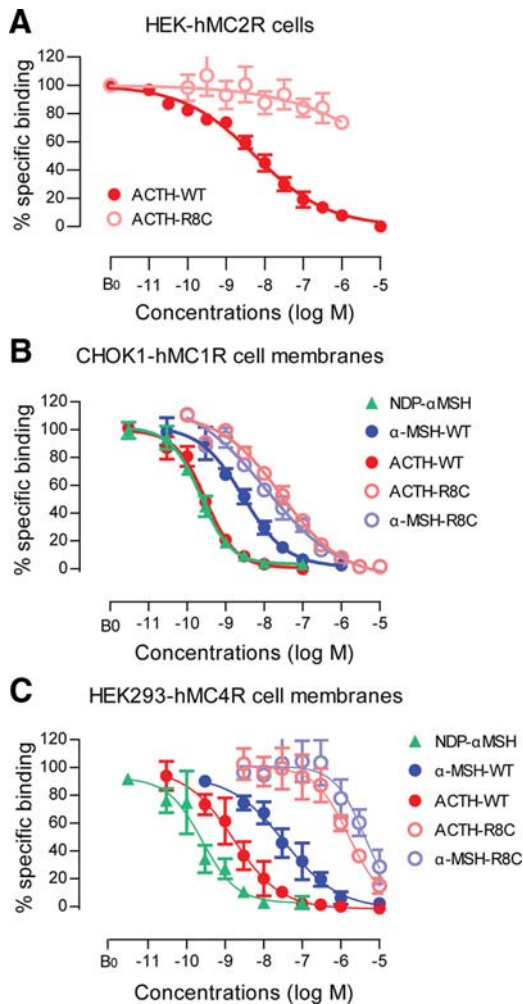 A
HEK-hMC2R cells
120
100
80
60
40
20
0
% specific binding
ACTH-WT
ACTH-R8C
B0 -11 -10 -9 -8 -7 -6 -5
Concentrations (log M)
B
CHOK1-hMC1R cell membranes
120
100
80
60
40
20
0
% specific binding
NDP-αMSH
α-MSH-WT
ACTH-WT
ACTH-R8C
α-MSH-R8C
B0 -11 -10 -9 -8 -7 -6 -5
Concentrations (log M)
C
HEK293-hMC4R cell membranes
120
100
80
60
40
20
0
% specific binding
NDP-αMSH
α-MSH-WT
ACTH-WT
ACTH-R8C
α-MSH-R8C
B0 -11 -10 -9 -8 -7 -6 -5
Concentrations (log M)